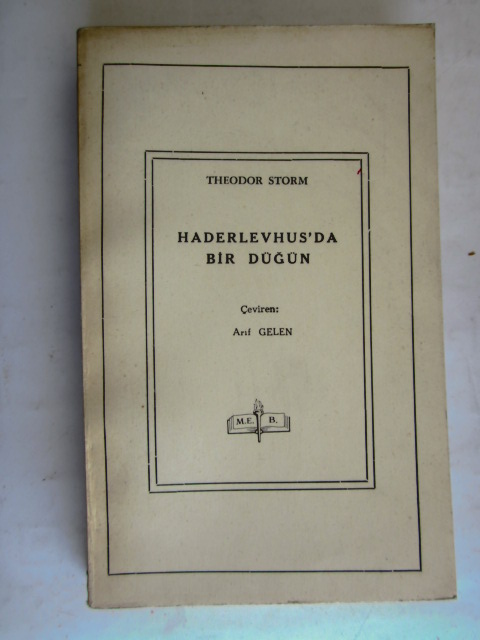 THEODOR STORM
HADERLEVHUS'DA
BİR DÜĞÜN
Çeviren:
Arif GELEN
M.E. B.